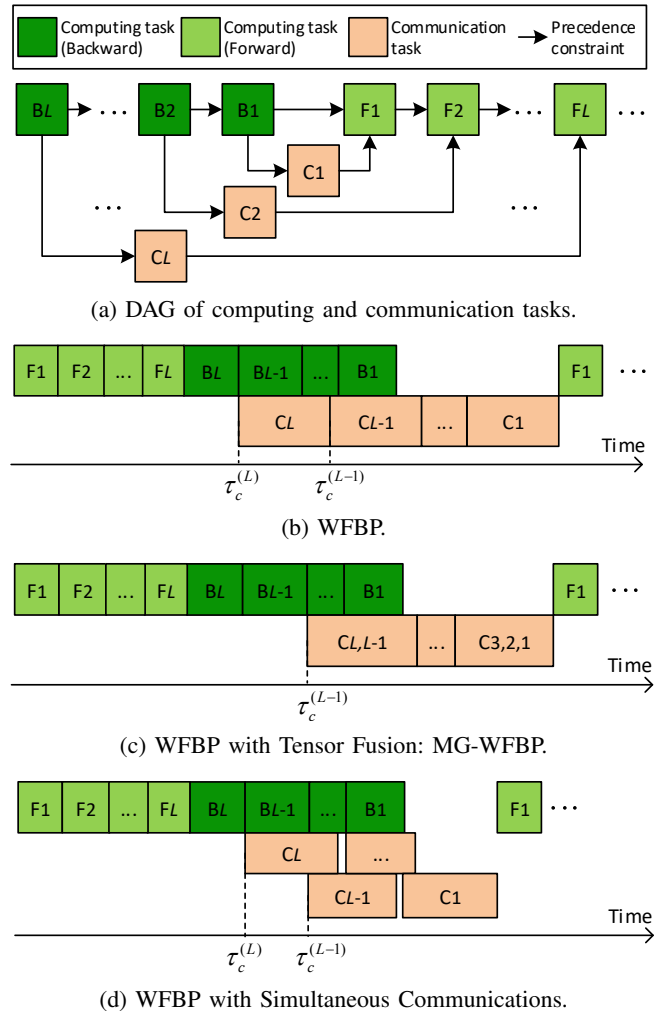 Computing task (Backward)
Computing task (Forward)
Communication task
Precedence constraint
BL ... B2 B1 F1 F2 ... FL ...
C1
... C2 ...
CL
(a) DAG of computing and communication tasks.
F1 F2 ... FL BL BL-1 ... B1 F1 ...
CL CL-1 ... C1
Time
τc(L) τc(L−1)
(b) WFBP.
F1 F2 ... FL BL BL-1 ... B1 F1 ...
CL,L-1 ... C3,2,1
Time
τc(L−1)
(c) WFBP with Tensor Fusion: MG-WFBP.
F1 F2 ... FL BL BL-1 ... B1 F1 ...
CL ...
CL-1 C1
Time
τc(L) τc(L−1)
(d) WFBP with Simultaneous Communications.